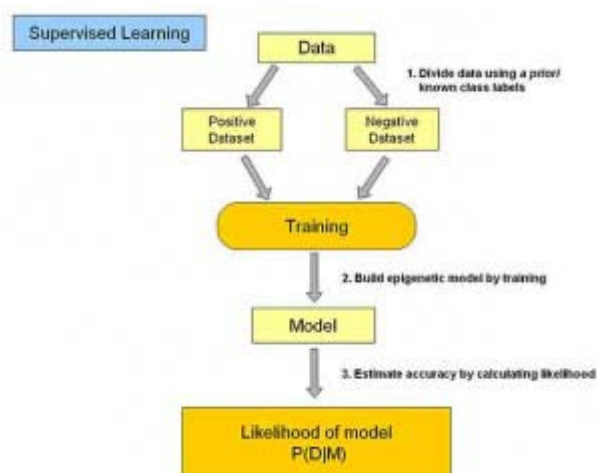 Supervised Learning
Data
1. Divide data using a priori
known class labels
Positive
Dataset
Negative
Dataset
Training
2. Build epigenetic model by training
Model
3. Estimate accuracy by calculating likelihood
Likelihood of model
P(D|M)